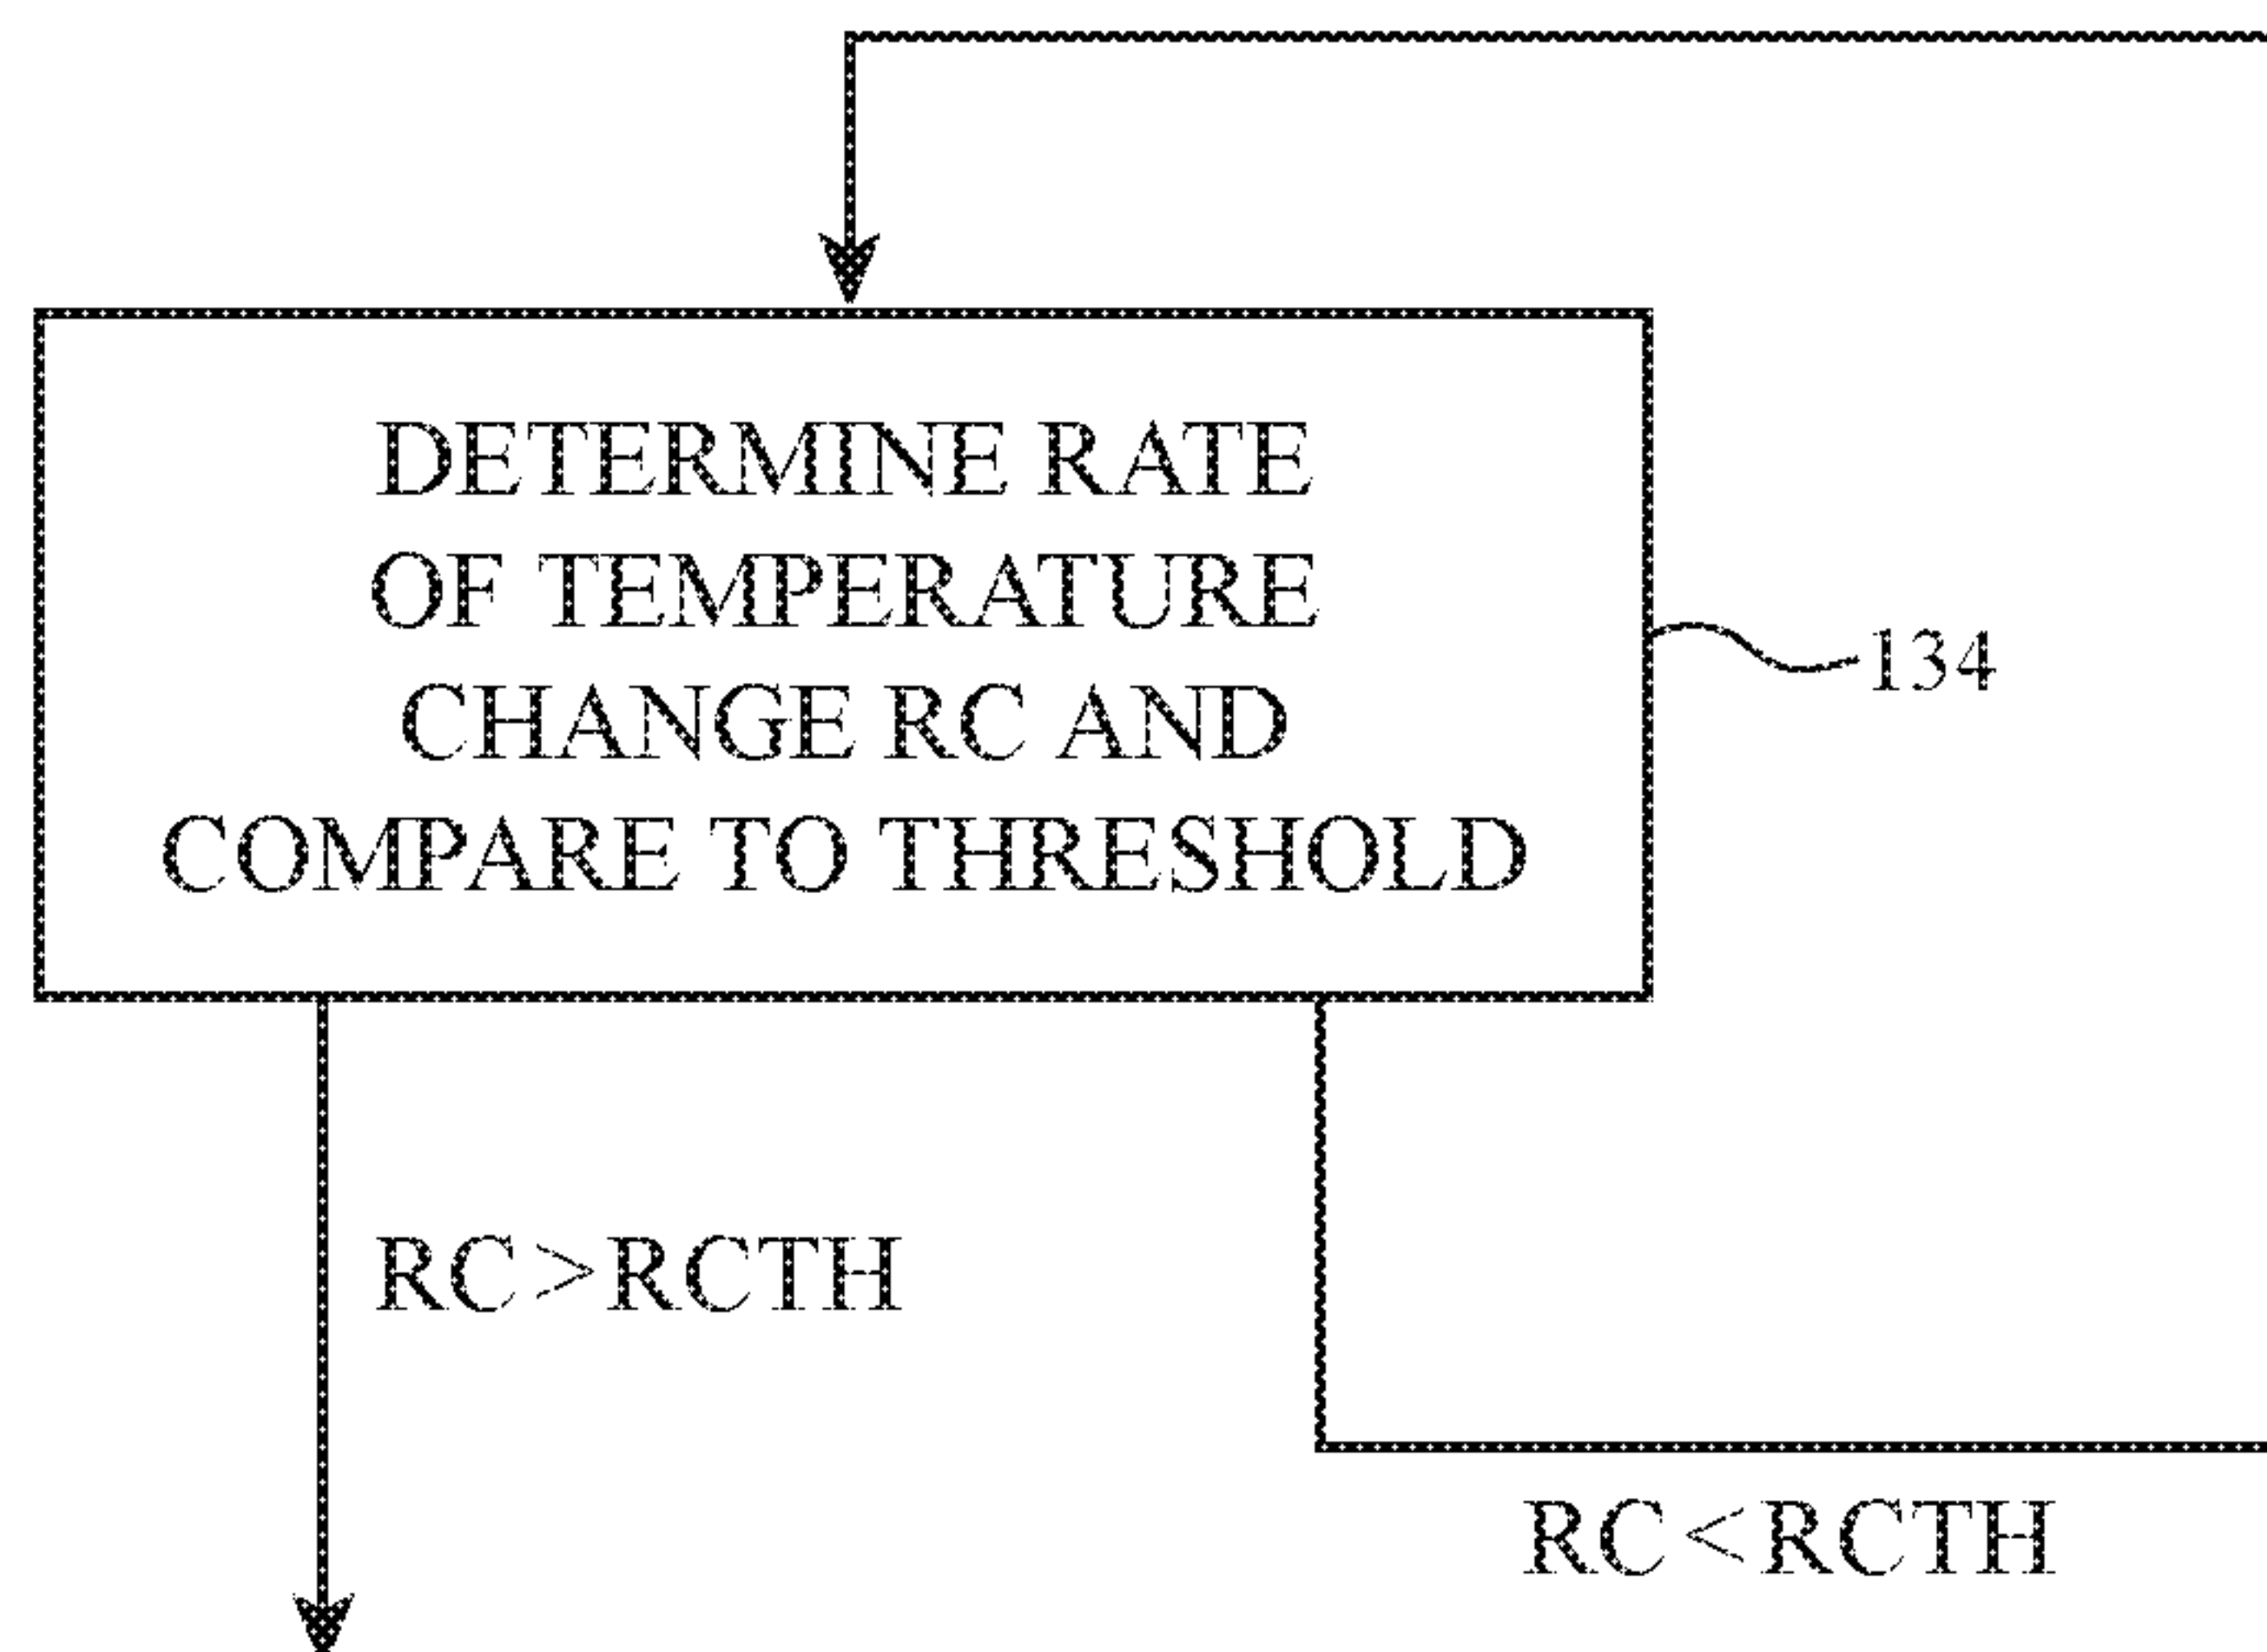 DETERMINE RATE
OF TEMPERATURE
CHANGE RC AND
COMPARE TO THRESHOLD
134
RC>RCTH
RC<RCTH